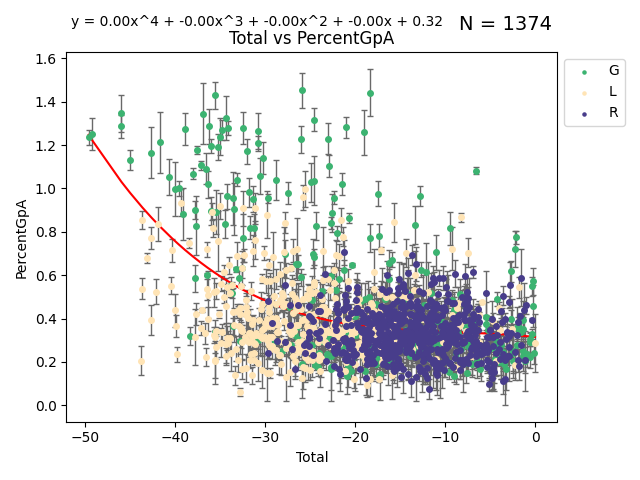 y = 0.00x^4 + -0.00x^3 + -0.00x^2 + -0.00x + 0.32
N = 1374
Total vs PercentGpA
G
L
R
PercentGpA
1.6
1.4
1.2
1.0
0.8
0.6
0.4
0.2
0.0
−50
−40
−30
−20
−10
0
Total